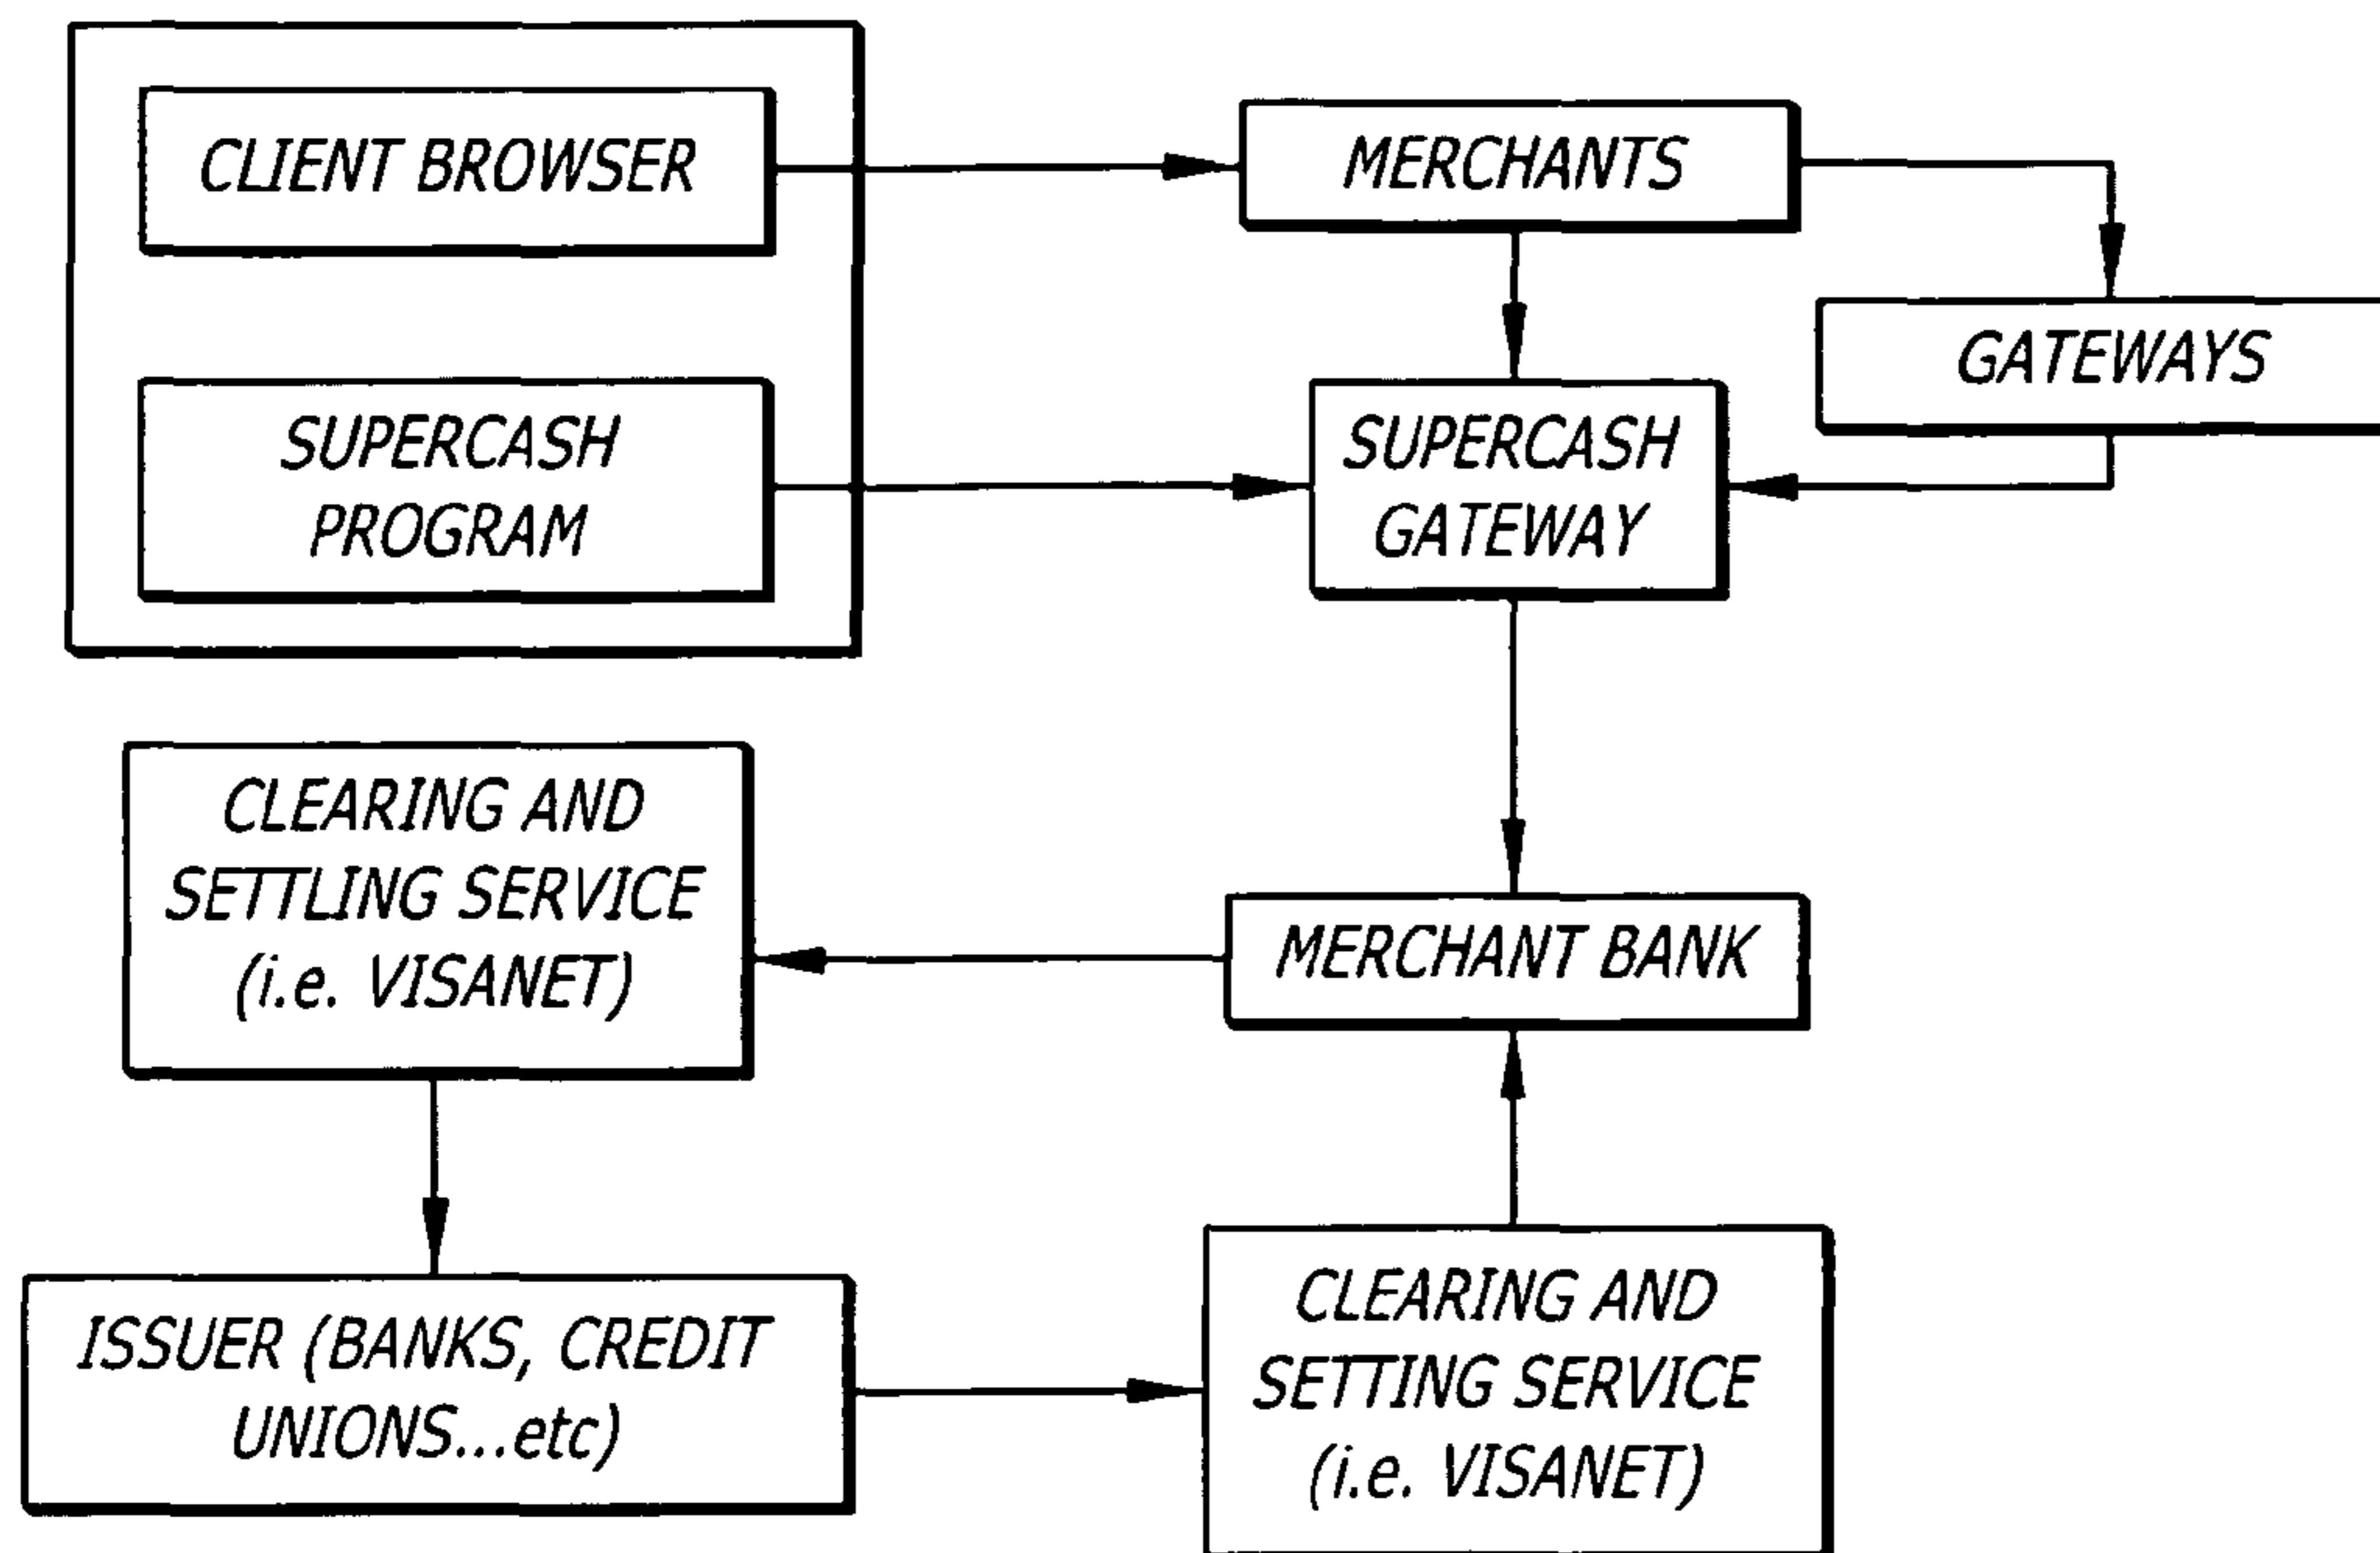 CLIENT BROWSER
MERCHANTS
GATEWAYS
SUPERCASH
PROGRAM
SUPERCASH
GATEWAY
CLEARING AND
SETTLING SERVICE
(i.e. VISANET)
MERCHANT BANK
ISSUER (BANKS, CREDIT
UNIONS...etc)
CLEARING AND
SETTING SERVICE
(i.e. VISANET)